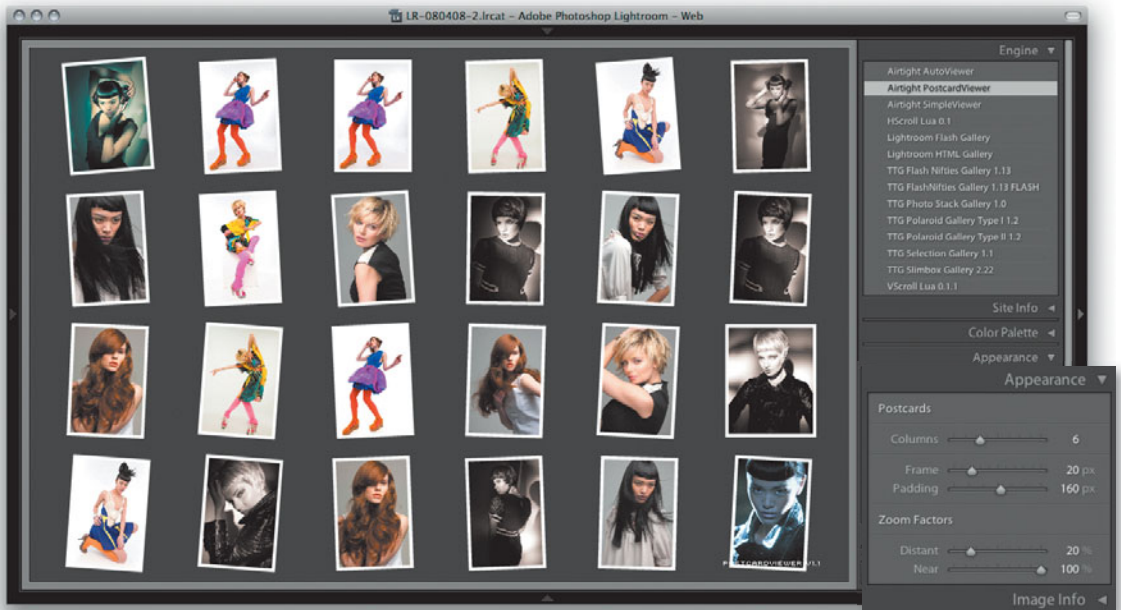 LR-080408-2.lrcat – Adobe Photoshop Lightroom – Web
Engine
Airtight AutoViewer
Airtight PostcardViewer
Airtight SimpleViewer
HScroll Lua 0.1
Lightroom Flash Gallery
Lightroom HTML Gallery
TTG Flash Nifties Gallery 1.13
TTG FlashNifties Gallery 1.13 FLASH
TTG Photo Stack Gallery 1.0
TTG Polaroid Gallery Type I 1.2
TTG Polaroid Gallery Type II 1.2
TTG Selection Gallery 1.1
TTG Slimbox Gallery 2.22
VScroll Lua 0.1.1
Site Info
Color Palette
Appearance
Appearance
Postcards
Columns 6
Frame 20 px
Padding 160 px
Zoom Factors
Distant 20 %
Near 100 %
Image Info
POSTCARDVIEWER V1.1